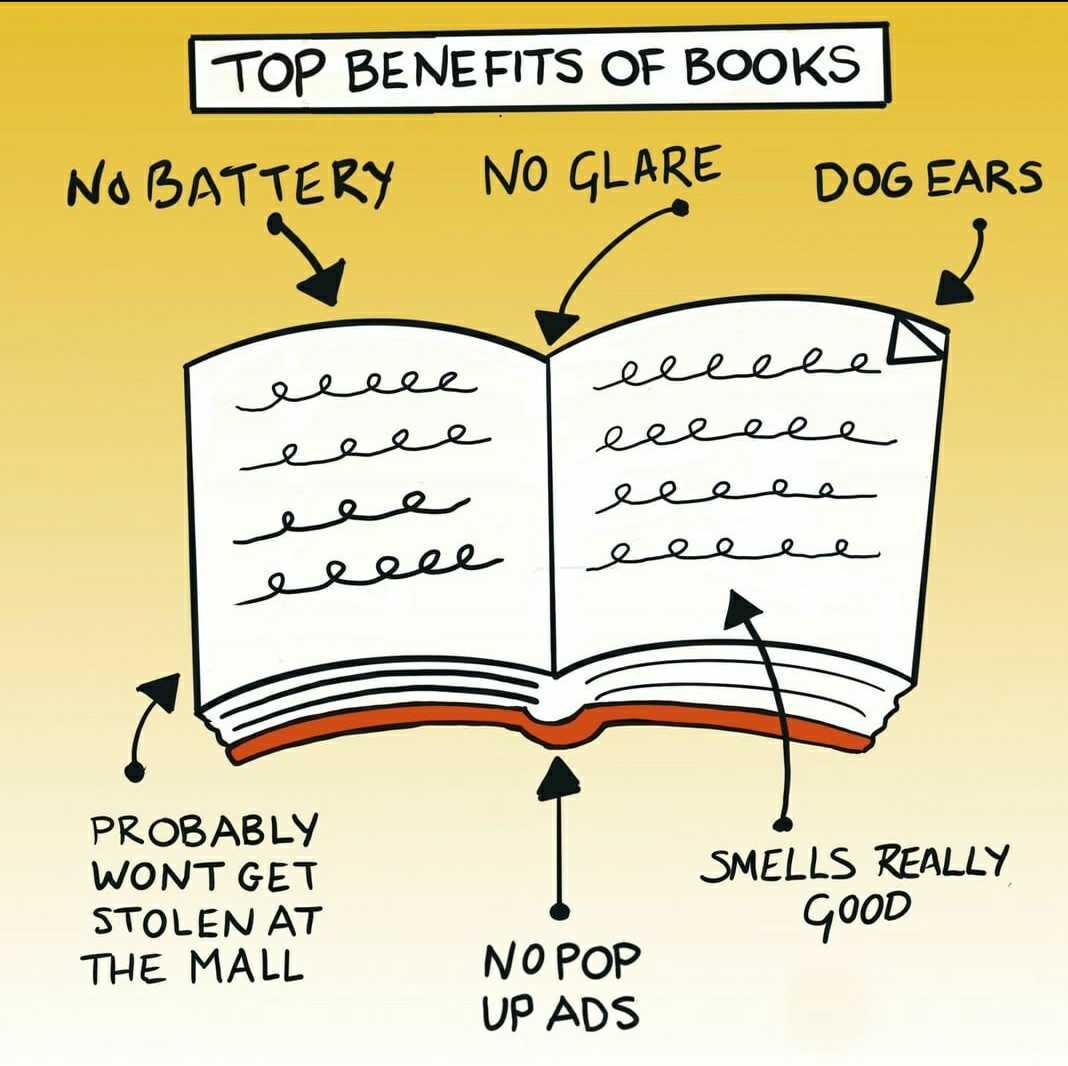 TOP BENEFITS OF BOOKS
NO BATTERY
NO GLARE
DOG EARS
PROBABLY
WONT GET
STOLEN AT
THE MALL
NO POP
UP ADS
SMELLS REALLY
GOOD